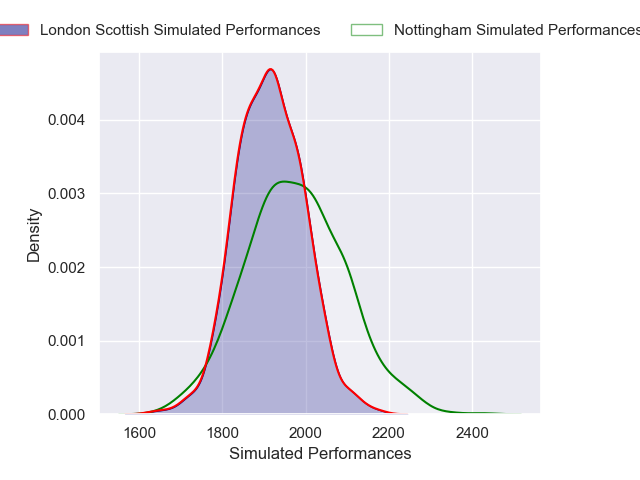 London Scottish Simulated Performances Nottingham Simulated Performances
0.004
0.003
0.002
0.001
0.000
Density
1600 1800 2000 2200 2400
Simulated Performances